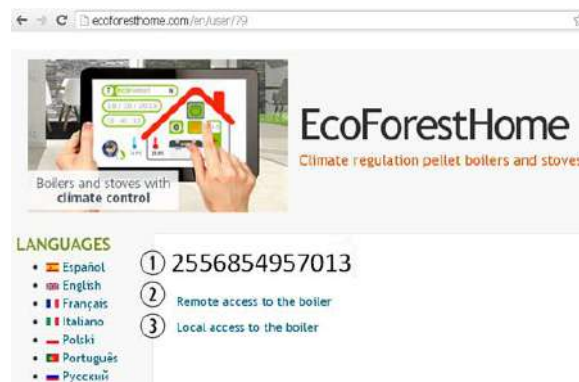 ecoforesthome.com/en/user/79
EcoForestHome
Climate regulation pellet boilers and stoves
Boilers and stoves with
climate control
LANGUAGES
Español
English
Français
Italiano
Polski
Português
Русский
1 2556854957013
2 Remote access to the boiler
3 Local access to the boiler